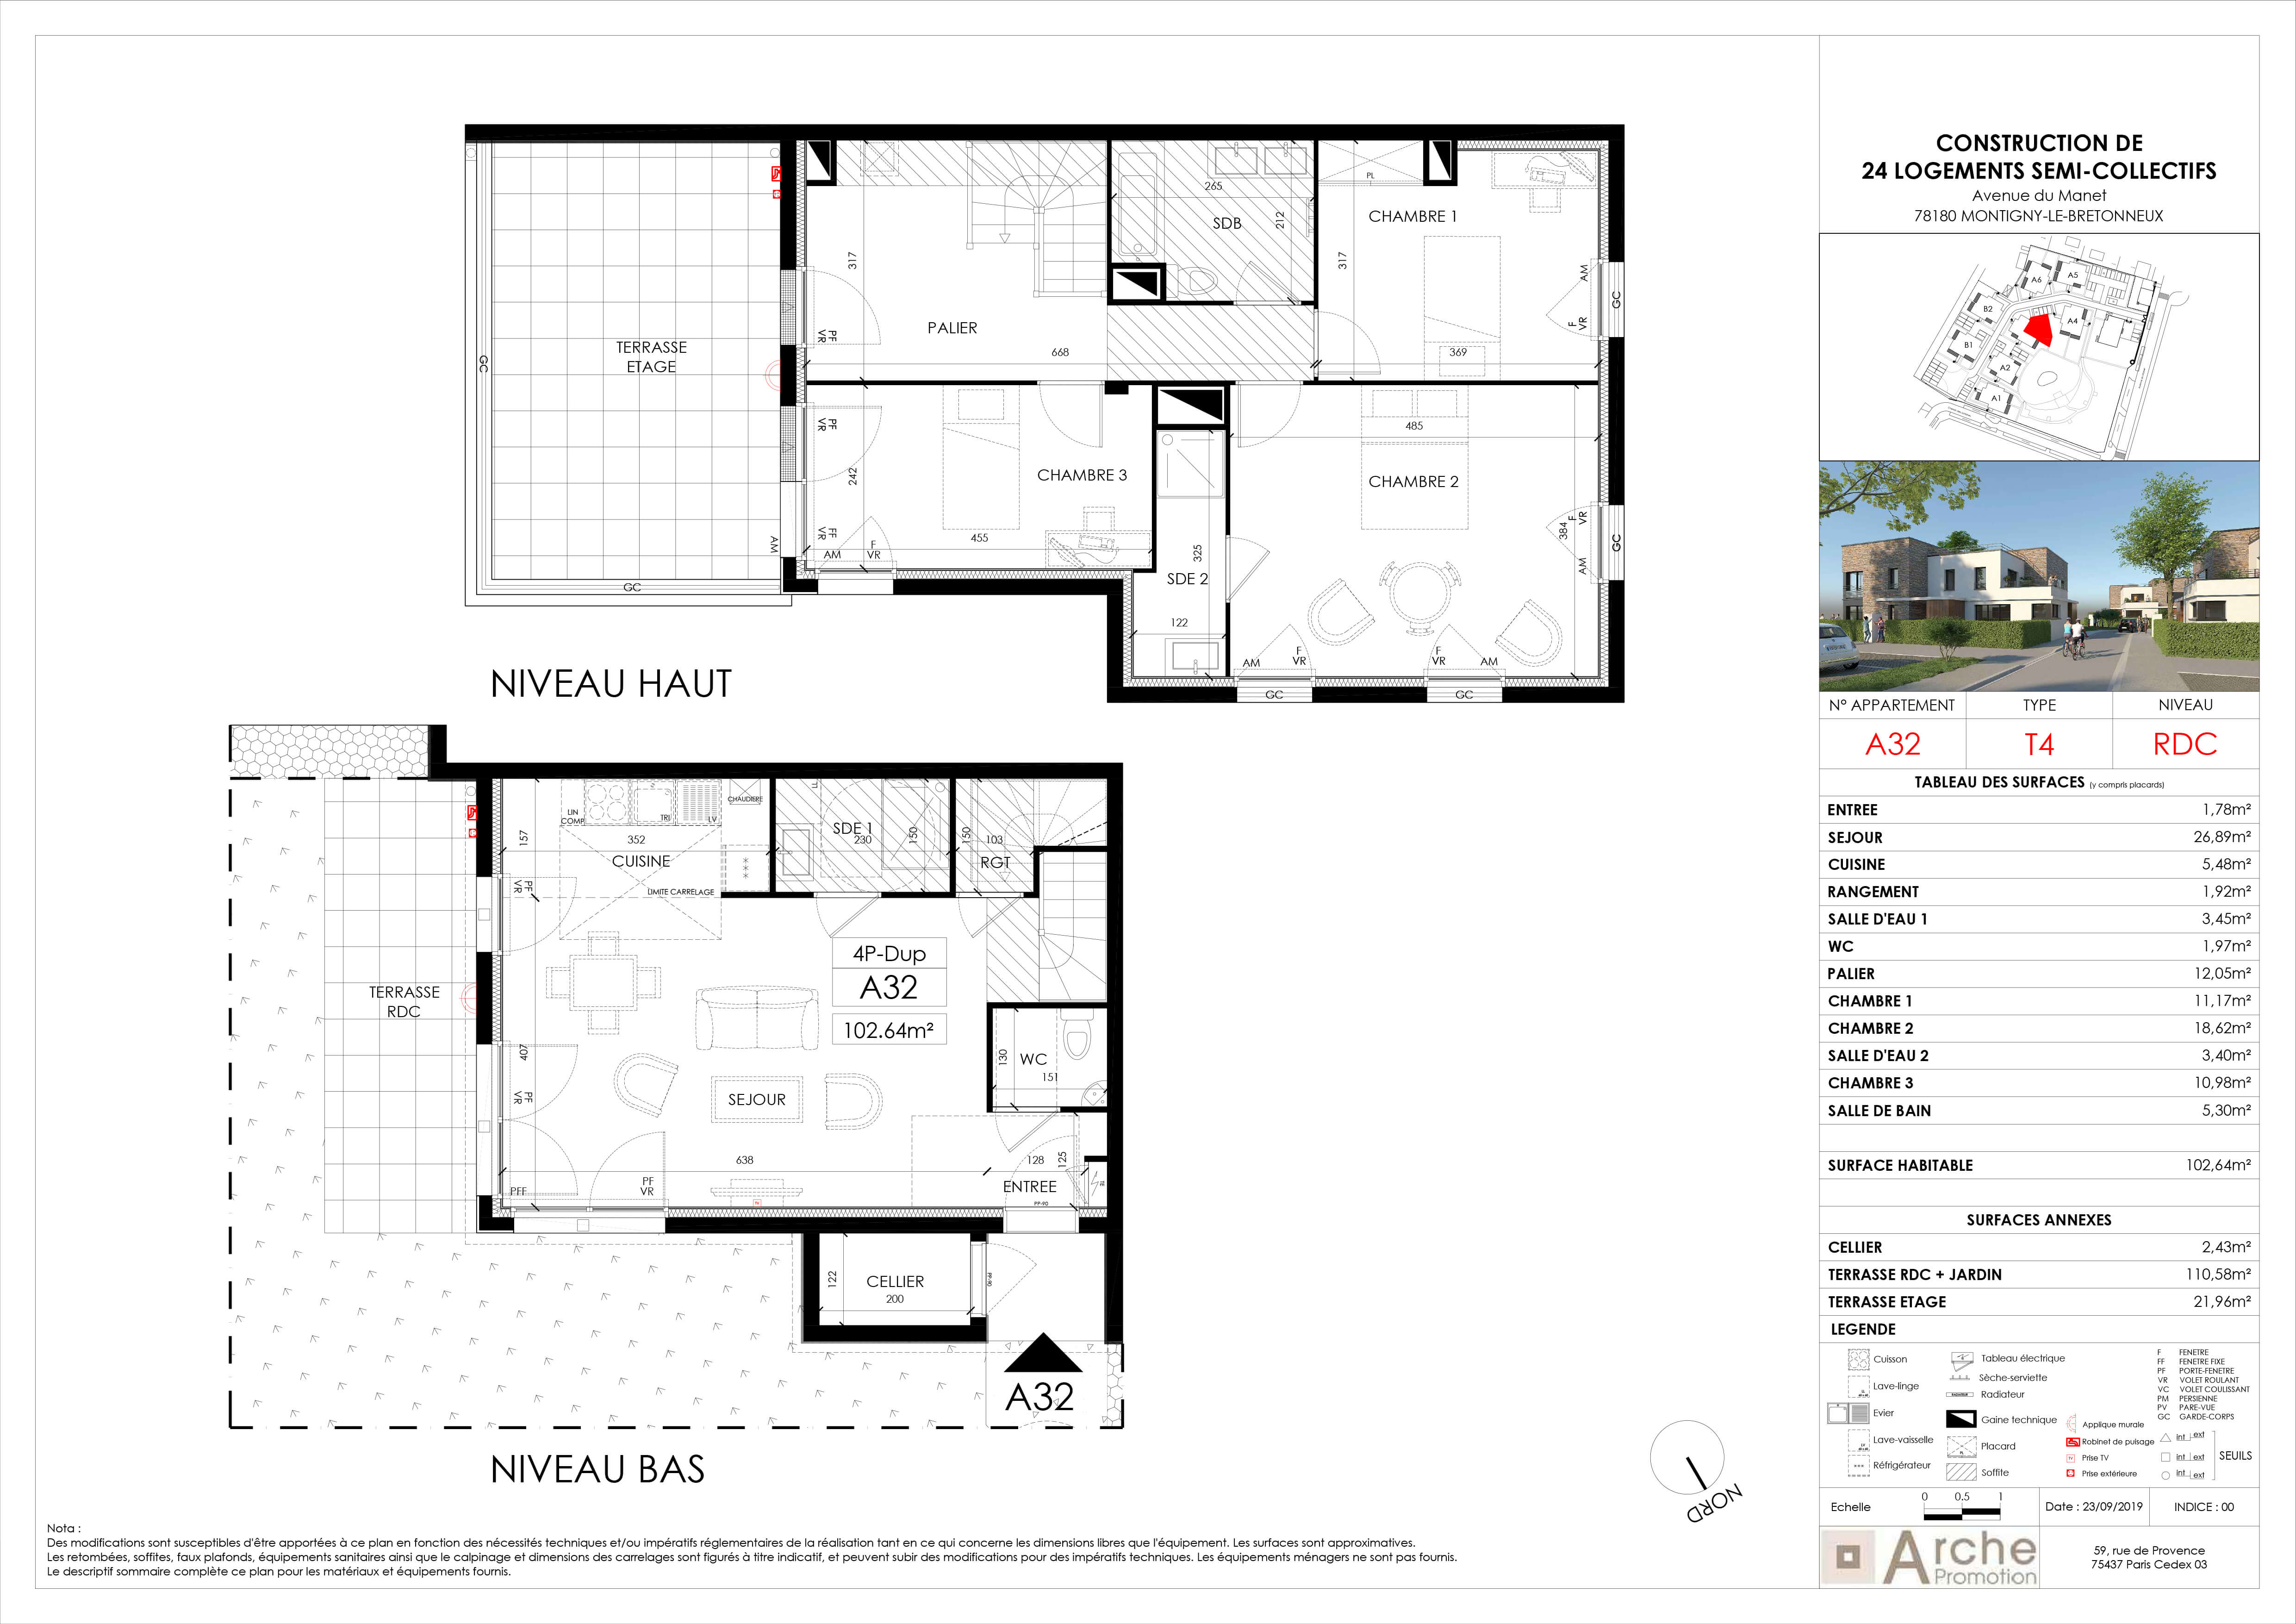 TERRASSE
ETAGE
GC
GC
AM
PALIER
317
668
PF
VR
SDB
265
212
CHAMBRE 1
PL
317
369
AM
F
VR
GC
PF
VR
242
FF
VR
AM
F
VR
CHAMBRE 3
455
SDE 2
325
122
CHAMBRE 2
485
384
F
VR
AM
GC
AM
F
VR
F
VR
AM
GC
GC
NIVEAU HAUT
LIN
COMP
TRI
LV
CHAUDIERE
157
352
CUISINE
LIMITE CARRELAGE
LL
SDE 1
230
150
150
103
RGT
PF
VR
TERRASSE
RDC
4P-Dup
A32
102.64m²
407
PF
VR
SEJOUR
638
PFF
PF
VR
TV
130
WC
151
128
125
ENTREE
PP-90
CELLIER
122
200
PP-90
A32
NIVEAU BAS
NORD
Nota :
Des modifications sont susceptibles d'être apportées à ce plan en fonction des nécessités techniques et/ou impératifs réglementaires de la réalisation tant en ce qui concerne les dimensions libres que l'équipement. Les surfaces sont approximatives.
Les retombées, soffites, faux plafonds, équipements sanitaires ainsi que le calpinage et dimensions des carrelages sont figurés à titre indicatif, et peuvent subir des modifications pour des impératifs techniques. Les équipements ménagers ne sont pas fournis.
Le descriptif sommaire complète ce plan pour les matériaux et équipements fournis.
CONSTRUCTION DE
24 LOGEMENTS SEMI-COLLECTIFS
Avenue du Manet
78180 MONTIGNY-LE-BRETONNEUX
A6
A5
B2
A4
B1
A2
A1
N° APPARTEMENT TYPE NIVEAU
A32 T4 RDC
TABLEAU DES SURFACES (y compris placards)
ENTREE 1,78m²
SEJOUR 26,89m²
CUISINE 5,48m²
RANGEMENT 1,92m²
SALLE D'EAU 1 3,45m²
WC 1,97m²
PALIER 12,05m²
CHAMBRE 1 11,17m²
CHAMBRE 2 18,62m²
SALLE D'EAU 2 3,40m²
CHAMBRE 3 10,98m²
SALLE DE BAIN 5,30m²
SURFACE HABITABLE 102,64m²
SURFACES ANNEXES
CELLIER 2,43m²
TERRASSE RDC + JARDIN 110,58m²
TERRASSE ETAGE 21,96m²
LEGENDE
Cuisson
Lave-linge
Evier
Lave-vaisselle
Réfrigérateur
Tableau électrique
Sèche-serviette
RADIATEUR Radiateur
Gaine technique
Placard
Soffite
Applique murale
Robinet de puisage
Prise TV
Prise extérieure
F FENETRE
FF FENETRE FIXE
PF PORTE-FENETRE
VR VOLET ROULANT
VC VOLET COULISSANT
PM PERSIENNE
PV PARE-VUE
GC GARDE-CORPS
int ext
int ext
int ext
SEUILS
Echelle 0 0.5 1
Date : 23/09/2019
INDICE : 00
Arche
Promotion
59, rue de Provence
75437 Paris Cedex 03